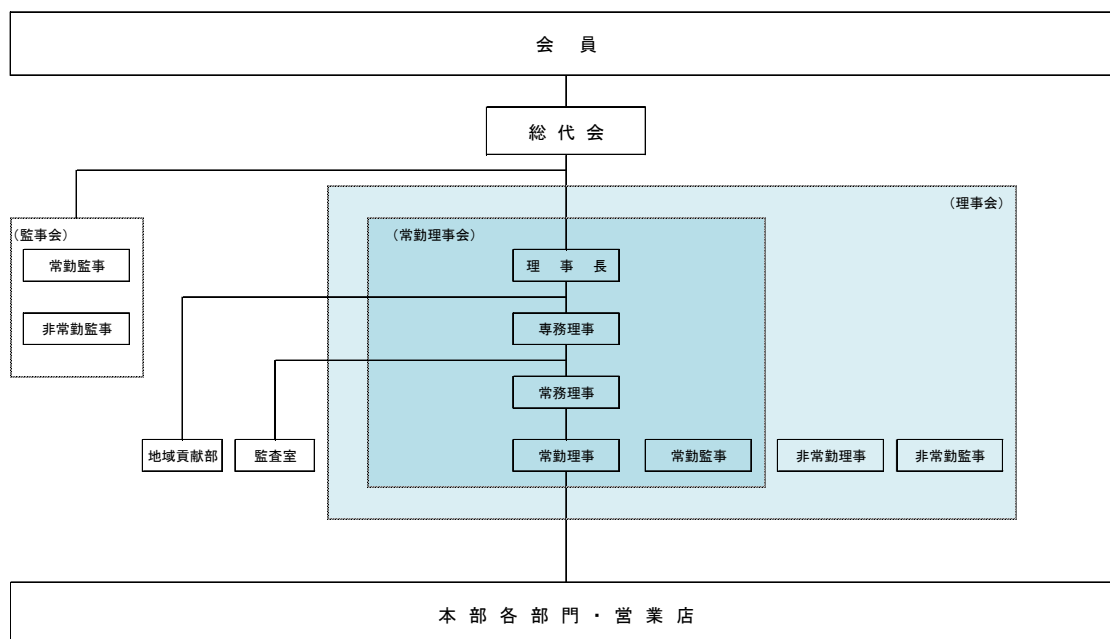 会員
総代会
（理事会）
（監事会）
（常勤理事会）
常勤監事
理事長
非常勤監事
専務理事
常務理事
地域貢献部
監査室
常勤理事
常勤監事
非常勤理事
非常勤監事
本部各部門・営業店